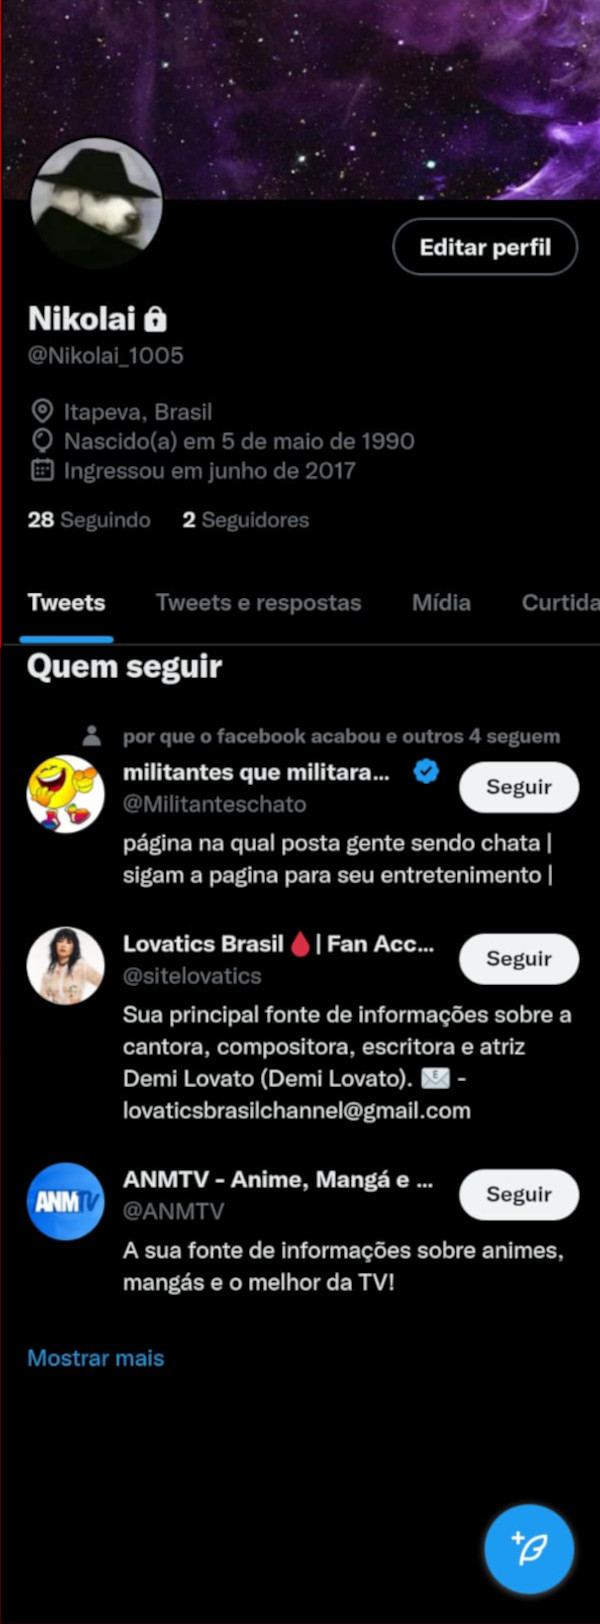 Editar perfil
Nikolai
@Nikolai_1005
Itapeva, Brasil
Nascido(a) em 5 de maio de 1990
Ingressou em junho de 2017
28 Seguindo 2 Seguidores
Tweets Tweets e respostas Mídia Curtida
Quem seguir
por que o facebook acabou e outros 4 seguem
militantes que militara... Seguir
@Militanteschato
página na qual posta gente sendo chata |
sigam a pagina para seu entretenimento |
Lovatics Brasil 🩸 | Fan Acc... Seguir
@sitelovatics
Sua principal fonte de informações sobre a
cantora, compositora, escritora e atriz
Demi Lovato (Demi Lovato). 📧 -
lovaticsbrasilchannel@gmail.com
ANMTV
ANMTV - Anime, Mangá e ... Seguir
@ANMTV
A sua fonte de informações sobre animes,
mangás e o melhor da TV!
Mostrar mais